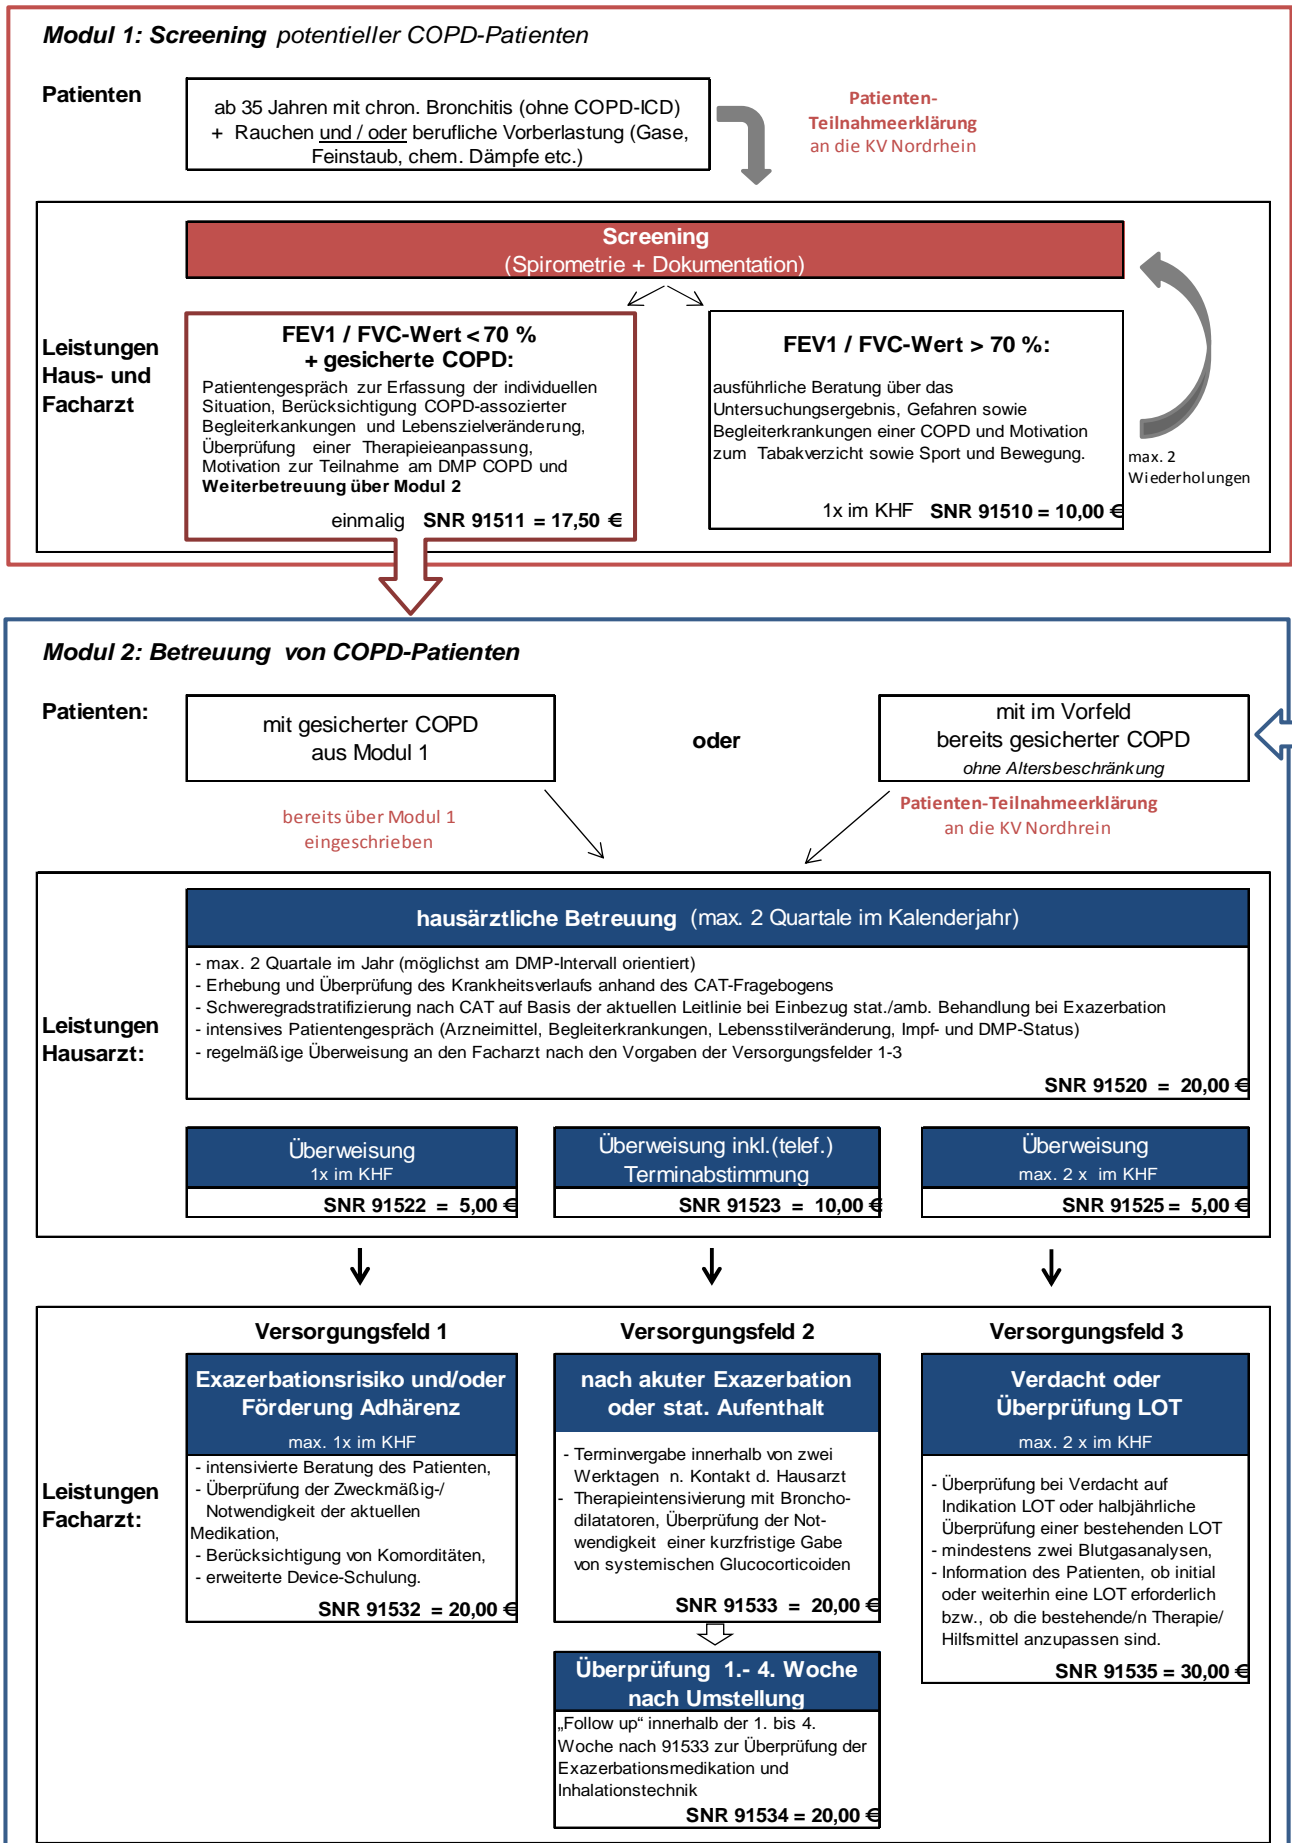 Modul 1: Screening potentieller COPD-Patienten
Patienten
ab 35 Jahren mit chron. Bronchitis (ohne COPD-ICD)
+ Rauchen und / oder berufliche Vorberlastung (Gase,
Feinstaub, chem. Dämpfe etc.)
Patienten-
Teilnahmeerklärung
an die KV Nordrhein
Screening
(Spirometrie + Dokumentation)
Leistungen
Haus- und
Facharzt
FEV1 / FVC-Wert < 70 %
+ gesicherte COPD:
Patientengespräch zur Erfassung der individuellen
Situation, Berücksichtigung COPD-assozierter
Begleiterkankungen und Lebenszielveränderung,
Überprüfung einer Therapieieanpassung,
Motivation zur Teilnahme am DMP COPD und
Weiterbetreuung über Modul 2
einmalig SNR 91511 = 17,50 €
FEV1 / FVC-Wert > 70 %:
ausführliche Beratung über das
Untersuchungsergebnis, Gefahren sowie
Begleiterkrankungen einer COPD und Motivation
zum Tabakverzicht sowie Sport und Bewegung.
1x im KHF SNR 91510 = 10,00 €
max. 2
Wiederholungen
Modul 2: Betreuung von COPD-Patienten
Patienten:
mit gesicherter COPD
aus Modul 1
oder
mit im Vorfeld
bereits gesicherter COPD
ohne Altersbeschränkung
bereits über Modul 1
eingeschrieben
Patienten-Teilnahmeerklärung
an die KV Nordhrein
Leistungen
Hausarzt:
hausärztliche Betreuung (max. 2 Quartale im Kalenderjahr)
- max. 2 Quartale im Jahr (möglichst am DMP-Intervall orientiert)
- Erhebung und Überprüfung des Krankheitsverlaufs anhand des CAT-Fragebogens
- Schweregradstratifizierung nach CAT auf Basis der aktuellen Leitlinie bei Einbezug stat./amb. Behandlung bei Exazerbation
- intensives Patientengespräch (Arzneimittel, Begleiterkrankungen, Lebensstilveränderung, Impf- und DMP-Status)
- regelmäßige Überweisung an den Facharzt nach den Vorgaben der Versorgungsfelder 1-3
SNR 91520 = 20,00 €
Überweisung
1x im KHF
SNR 91522 = 5,00 €
Überweisung inkl.(telef.)
Terminabstimmung
SNR 91523 = 10,00 €
Überweisung
max. 2 x im KHF
SNR 91525 = 5,00 €
Leistungen
Facharzt:
Versorgungsfeld 1
Exazerbationsrisiko und/oder
Förderung Adhärenz
max. 1x im KHF
- intensivierte Beratung des Patienten,
- Überprüfung der Zweckmäßig-/
Notwendigkeit der aktuellen
Medikation,
- Berücksichtigung von Komorditäten,
- erweiterte Device-Schulung.
SNR 91532 = 20,00 €
Versorgungsfeld 2
nach akuter Exazerbation
oder stat. Aufenthalt
- Terminvergabe innerhalb von zwei
Werktagen n. Kontakt d. Hausarzt
- Therapieintensivierung mit Broncho-
dilatatoren, Überprüfung der Not-
wendigkeit einer kurzfristige Gabe
von systemischen Glucocorticoiden
SNR 91533 = 20,00 €
Überprüfung 1.- 4. Woche
nach Umstellung
„Follow up“ innerhalb der 1. bis 4.
Woche nach 91533 zur Überprüfung der
Exazerbationsmedikation und
Inhalationstechnik
SNR 91534 = 20,00 €
Versorgungsfeld 3
Verdacht oder
Überprüfung LOT
max. 2 x im KHF
- Überprüfung bei Verdacht auf
Indikation LOT oder halbjährliche
Überprüfung einer bestehenden LOT
- mindestens zwei Blutgasanalysen,
- Information des Patienten, ob initial
oder weiterhin eine LOT erforderlich
bzw., ob die bestehende/n Therapie/
Hilfsmittel anzupassen sind.
SNR 91535 = 30,00 €